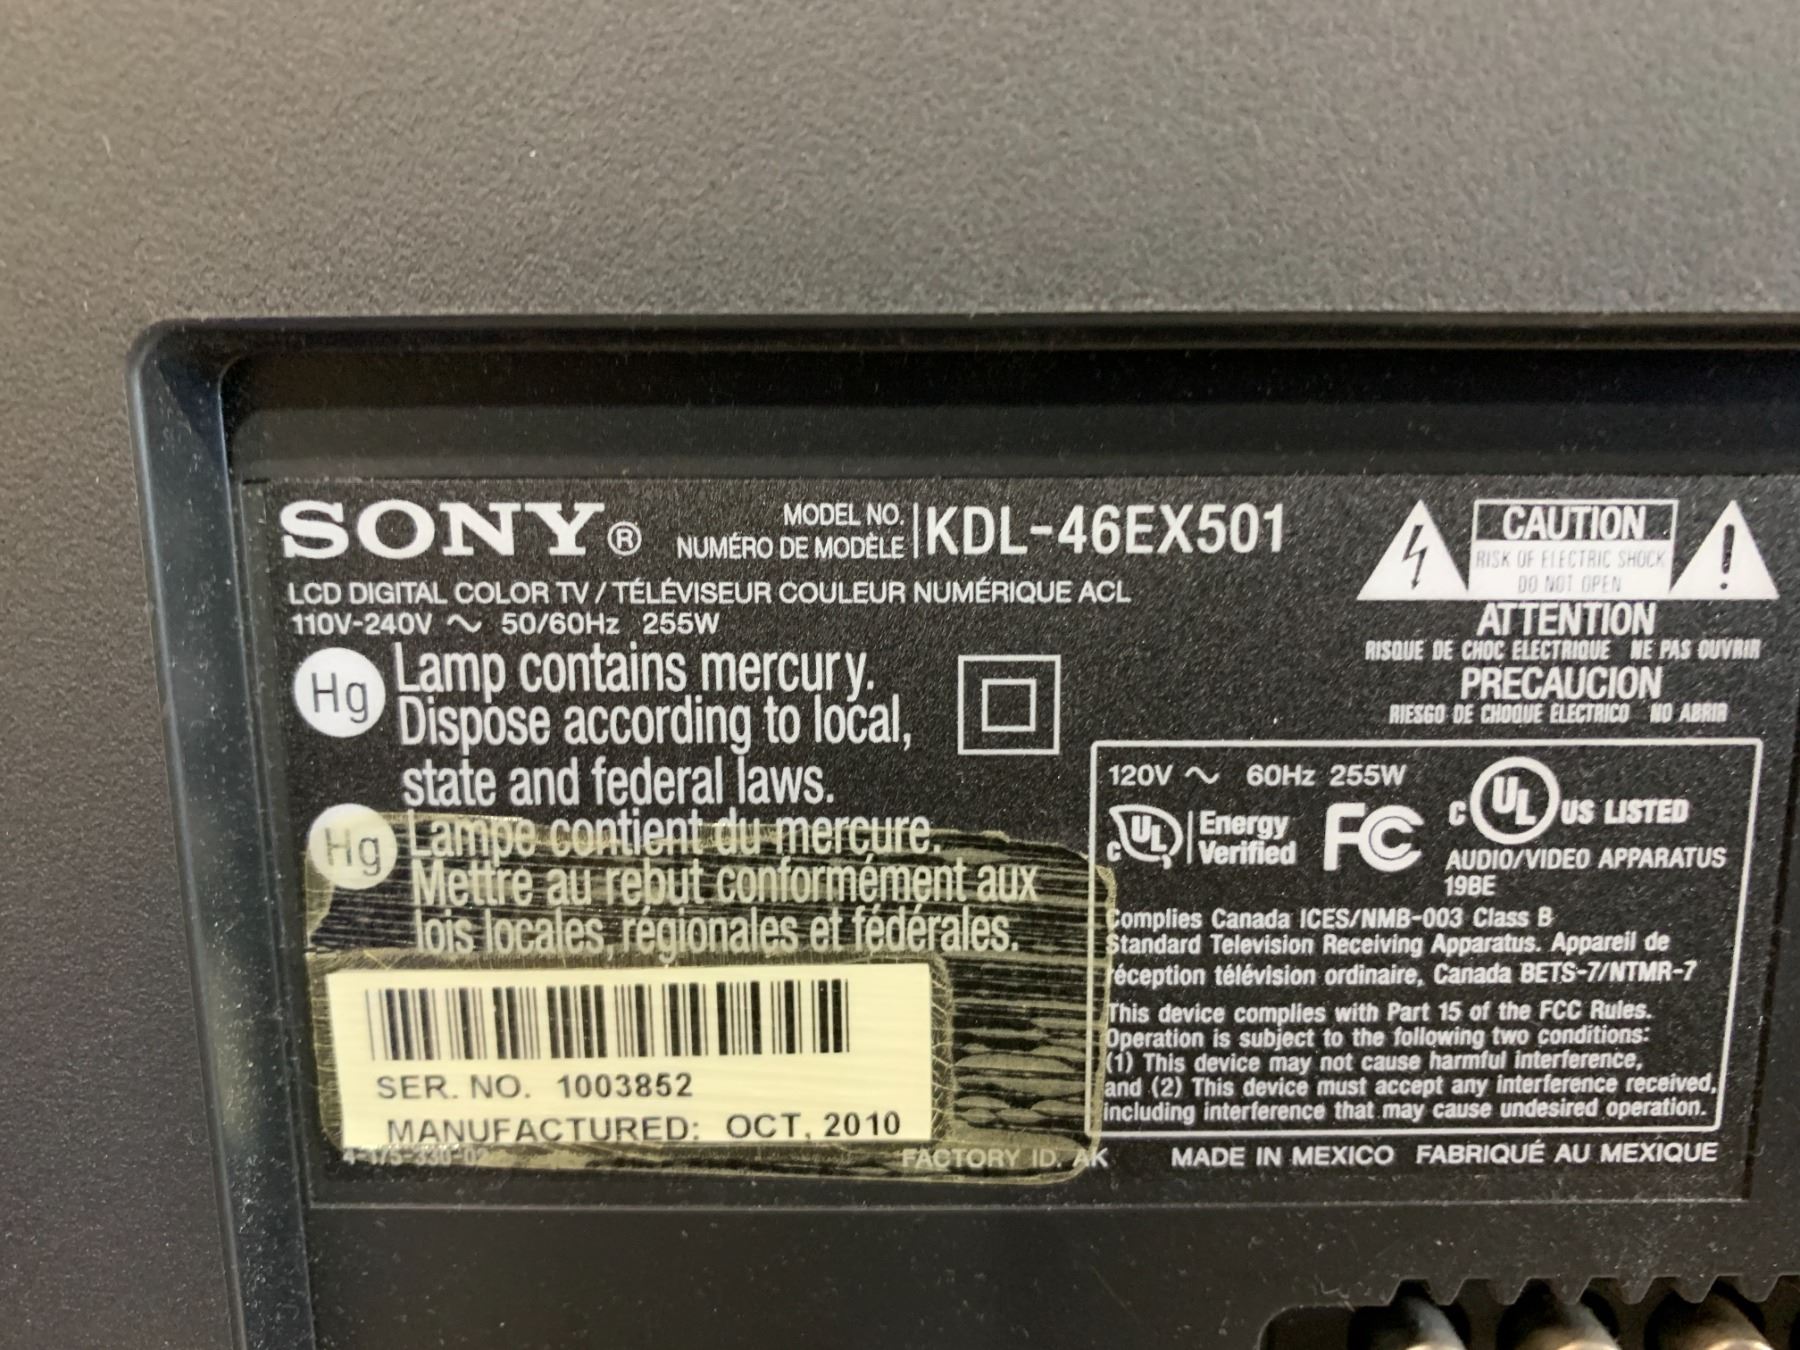 SONY®
MODEL NO.
NUMÉRO DE MODÈLE
KDL-46EX501
LCD DIGITAL COLOR TV / TÉLÉVISEUR COULEUR NUMÉRIQUE ACL
110V-240V ~ 50/60Hz 255W
Hg Lamp contains mercury.
Dispose according to local,
state and federal laws.
Hg Lampe contient du mercure.
Mettre au rebut conformément aux
lois locales, régionales et fédérales.
SER. NO. 1003852
MANUFACTURED: OCT, 2010
4-175-330-02
FACTORY ID. AK
CAUTION
RISK OF ELECTRIC SHOCK
DO NOT OPEN
ATTENTION
RISQUE DE CHOC ELECTRIQUE NE PAS OUVRIR
PRECAUCION
RIESGO DE CHOQUE ELECTRICO NO ABRIR
120V ~ 60Hz 255W
C UL Energy
Verified
FC
C UL US LISTED
AUDIO/VIDEO APPARATUS
19BE
Complies Canada ICES/NMB-003 Class B
Standard Television Receiving Apparatus. Appareil de
réception télévision ordinaire, Canada BETS-7/NTMR-7
This device complies with Part 15 of the FCC Rules.
Operation is subject to the following two conditions:
(1) This device may not cause harmful interference,
and (2) This device must accept any interference received,
including interference that may cause undesired operation.
MADE IN MEXICO FABRIQUÉ AU MEXIQUE